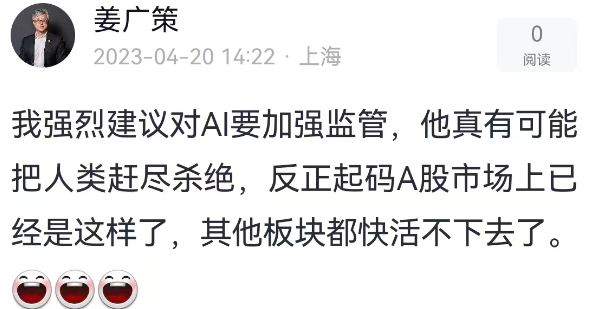 姜广策
2023-04-20 14:22 · 上海
0
阅读
我强烈建议对AI要加强监管，他真有可能
把人类赶尽杀绝，反正起码A股市场上已
经是这样了，其他板块都快活不下去了。